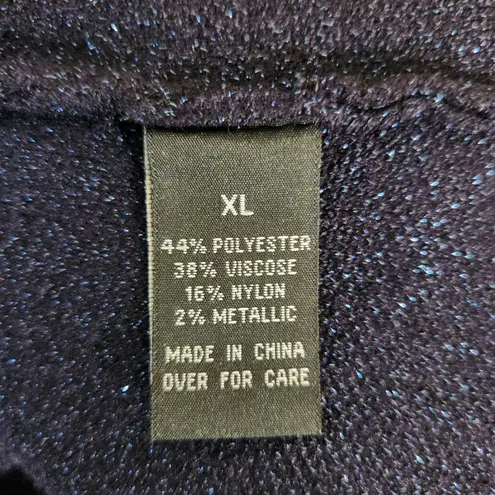 XL
44% POLYESTER
38% VISCOSE
16% NYLON
2% METALLIC
MADE IN CHINA
OVER FOR CARE